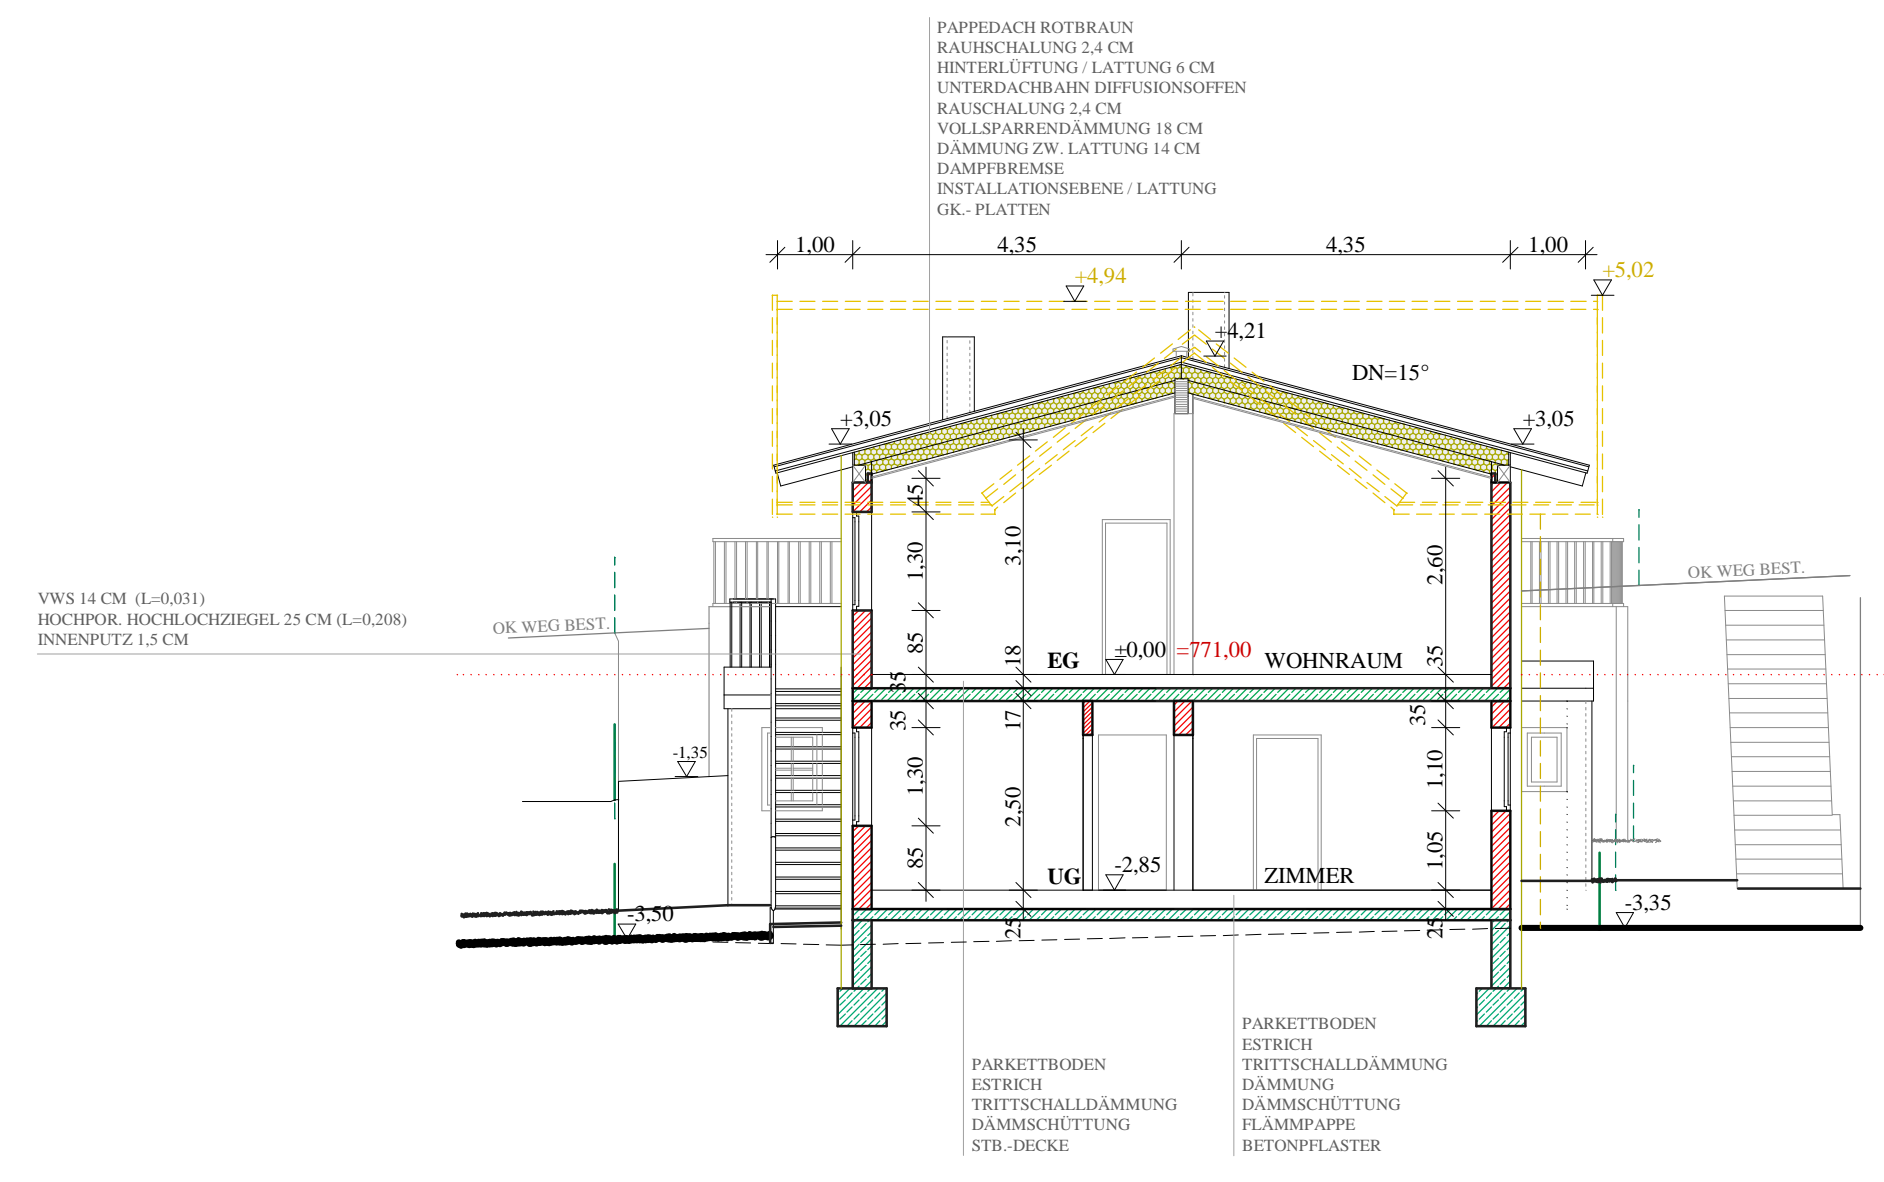 PAPPEDACH ROTBRAUN
RAUHSCHALUNG 2,4 CM
HINTERLÜFTUNG / LATTUNG 6 CM
UNTERDACHBAHN DIFFUSIONSOFFEN
RAUSCHALUNG 2,4 CM
VOLLSPARRENDÄMMUNG 18 CM
DÄMMUNG ZW. LATTUNG 14 CM
DAMPFBREMSE
INSTALLATIONSEBENE / LATTUNG
GK.- PLATTEN
1,00
4,35
4,35
1,00
+4,94
+5,02
+4,21
DN=15°
+3,05
+3,05
45
1,30
3,10
2,60
85
18
35
35
VWS 14 CM (L=0,031)
HOCHPOR. HOCHLOCHZIEGEL 25 CM (L=0,208)
INNENPUTZ 1,5 CM
OK WEG BEST.
OK WEG BEST.
EG
±0,00 =771,00
WOHNRAUM
35
17
35
-1,35
1,30
2,50
1,10
85
1,05
UG
-2,85
ZIMMER
-3,50
25
25
-3,35
PARKETTBODEN
ESTRICH
TRITTSCHALLDÄMMUNG
DÄMMSCHÜTTUNG
STB.-DECKE
PARKETTBODEN
ESTRICH
TRITTSCHALLDÄMMUNG
DÄMMUNG
DÄMMSCHÜTTUNG
FLÄMMPAPPE
BETONPFLASTER